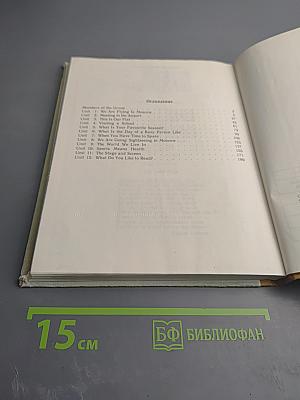 Оглавление
Members of the Group
Unit 1: We Are Flying to Moscow
Unit 2: Meeting at the Airport
Unit 3: This Is Our Flat
Unit 4: Visiting a School
Unit 5: What Is Your Favourite Season?
Unit 6: What Is the Day of a Busy Person Like
Unit 7: When You Have Time to Spare
Unit 8: We Are Going Sightseeing in Moscow
Unit 9: The World We Live In
Unit 10: Sports Means Health
Unit 11: The Stage and Screen
Unit 12: What Do You Like to Read?
15 см
БФ БИБЛИОФАН